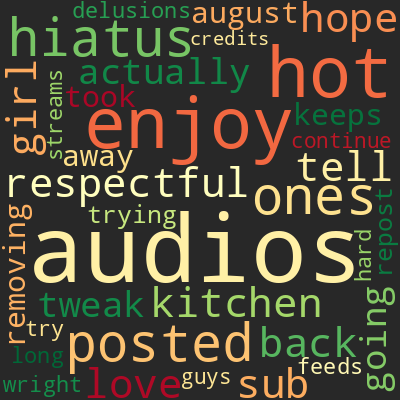 delusions
august
hope
hiatus
credits
hot
girl
streams
actually
took
enjoy
keeps
continue
away
tell
respectful
ones
trying
repost
removing
audios
hard
tweak
kitchen
going
try
posted
back
long
feeds
wright
love
guys
sub